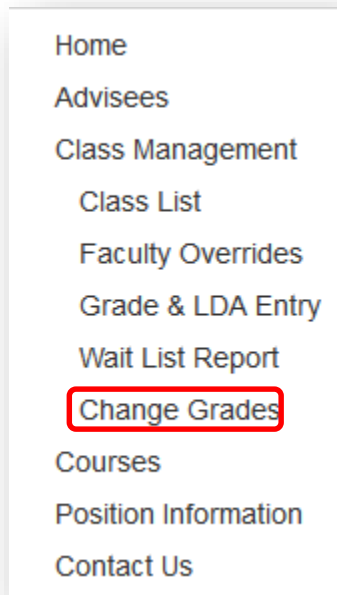 Home
Advisees
Class Management
Class List
Faculty Overrides
Grade & LDA Entry
Wait List Report
Change Grades
Courses
Position Information
Contact Us